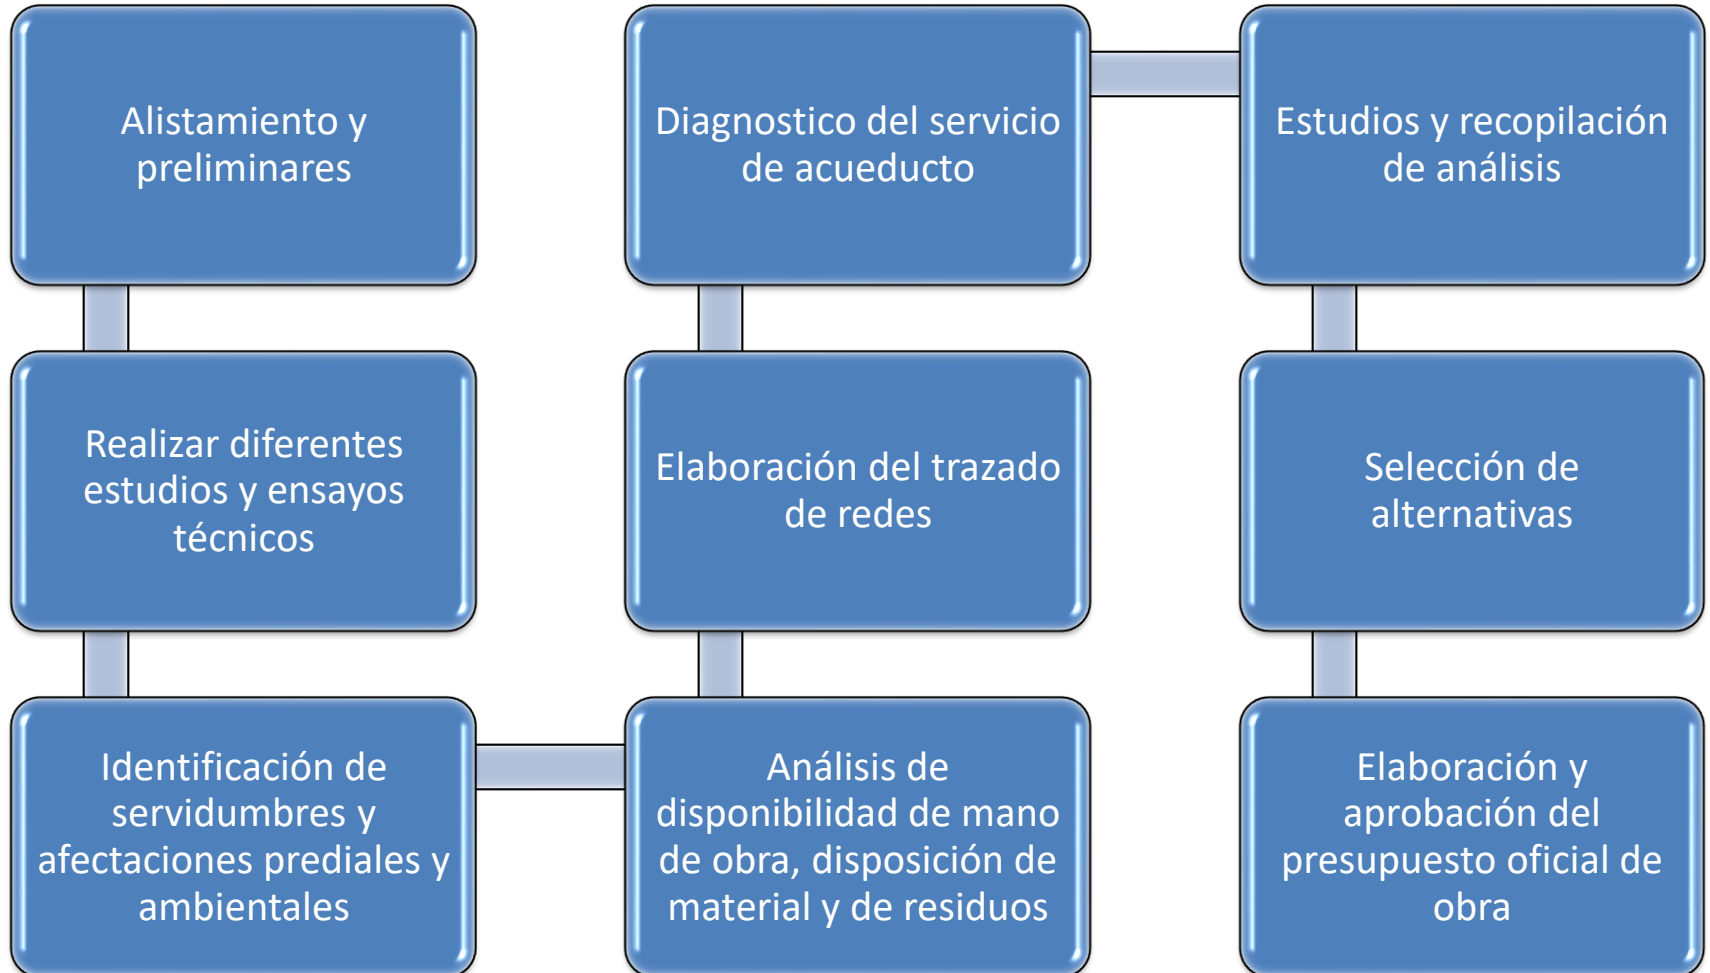 Alistamiento y
preliminares
Realizar diferentes
estudios y ensayos
técnicos
Identificación de
servidumbres y
afectaciones prediales y
ambientales
Análisis de
disponibilidad de mano
de obra, disposición de
material y de residuos
Elaboración del trazado
de redes
Diagnostico del servicio
de acueducto
Estudios y recopilación
de análisis
Selección de
alternativas
Elaboración y
aprobación del
presupuesto oficial de
obra